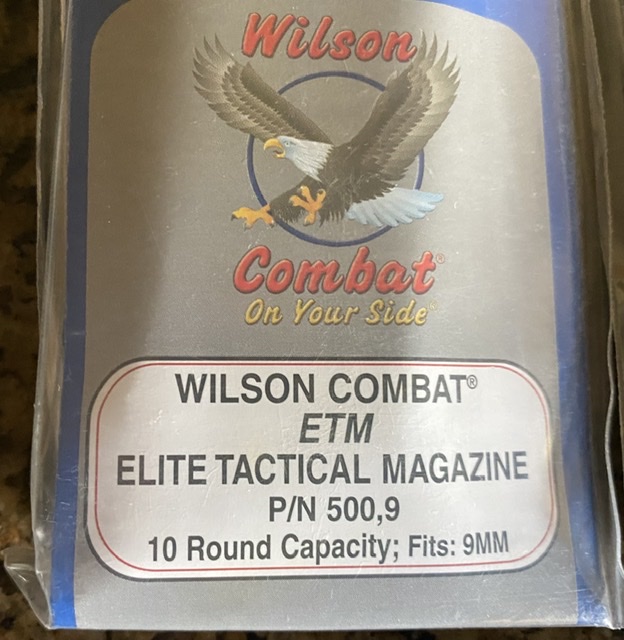 Wilson
Combat®
On Your Side®
WILSON COMBAT®
ETM
ELITE TACTICAL MAGAZINE
P/N 500,9
10 Round Capacity; Fits: 9MM